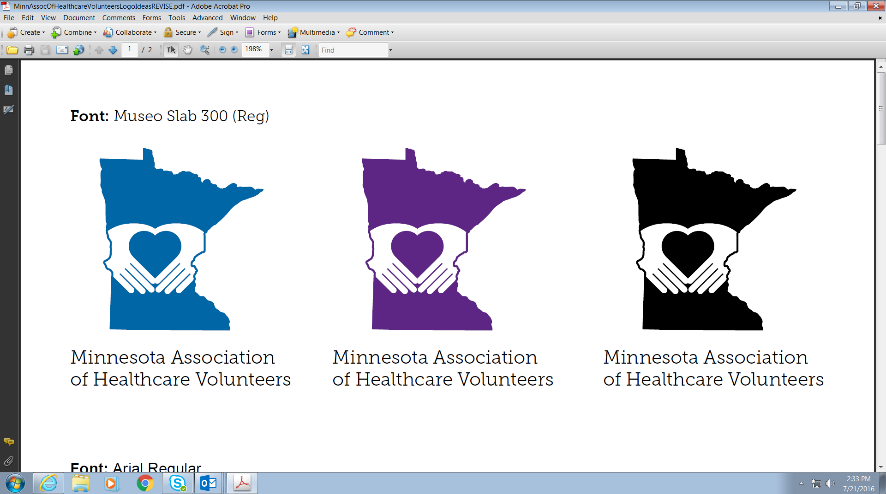 MinnAssocOfHealthcareVolunteersLogoIdeasREVISE.pdf - Adobe Acrobat Pro
File Edit View Document Comments Forms Tools Advanced Window Help
Create Combine Collaborate Secure Sign Forms Multimedia Comment
1 / 2 198% Find
Font: Museo Slab 300 (Reg)
Minnesota Association
of Healthcare Volunteers
Minnesota Association
of Healthcare Volunteers
Minnesota Association
of Healthcare Volunteers
Font: Arial Regular
2:33 PM
7/21/2016